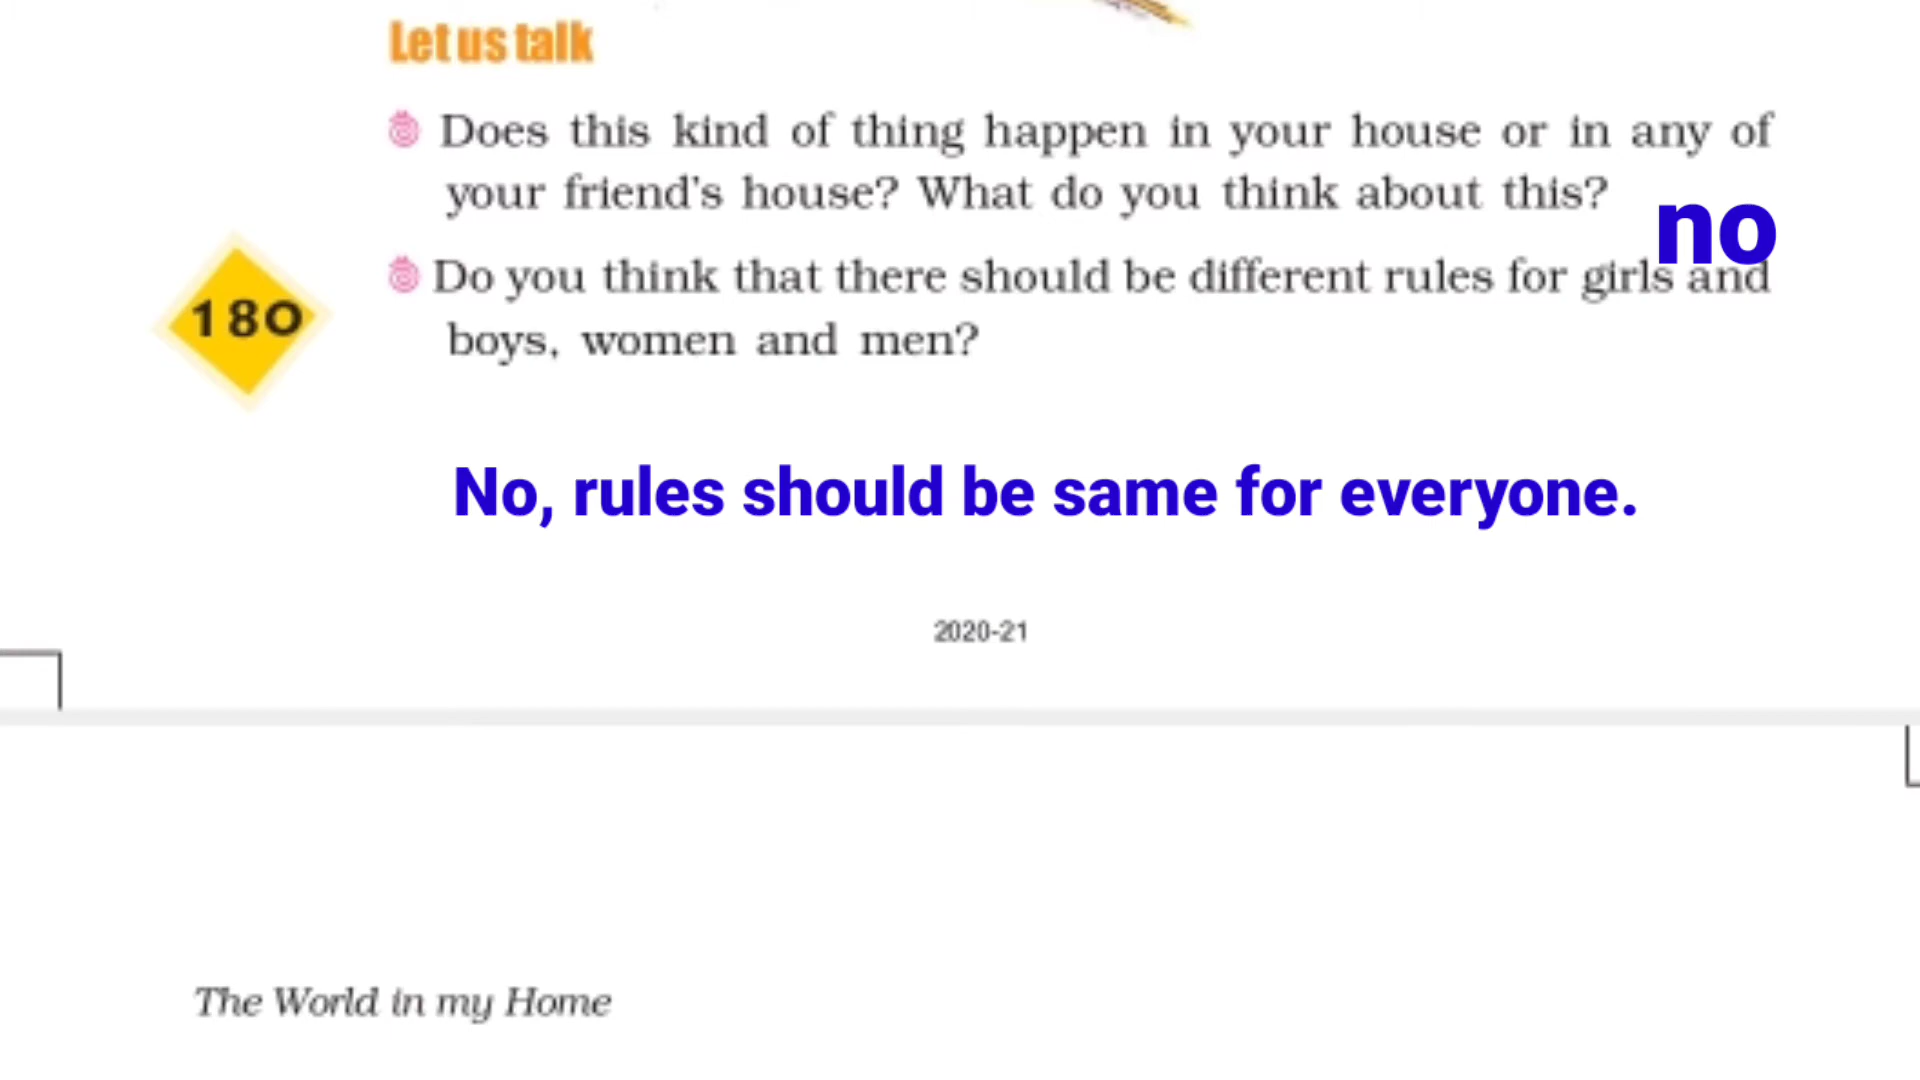 Let us talk
Does this kind of thing happen in your house or in any of
your friend's house? What do you think about this?
no
Do you think that there should be different rules for girls and
boys, women and men?
180
No, rules should be same for everyone.
2020-21
The World in my Home